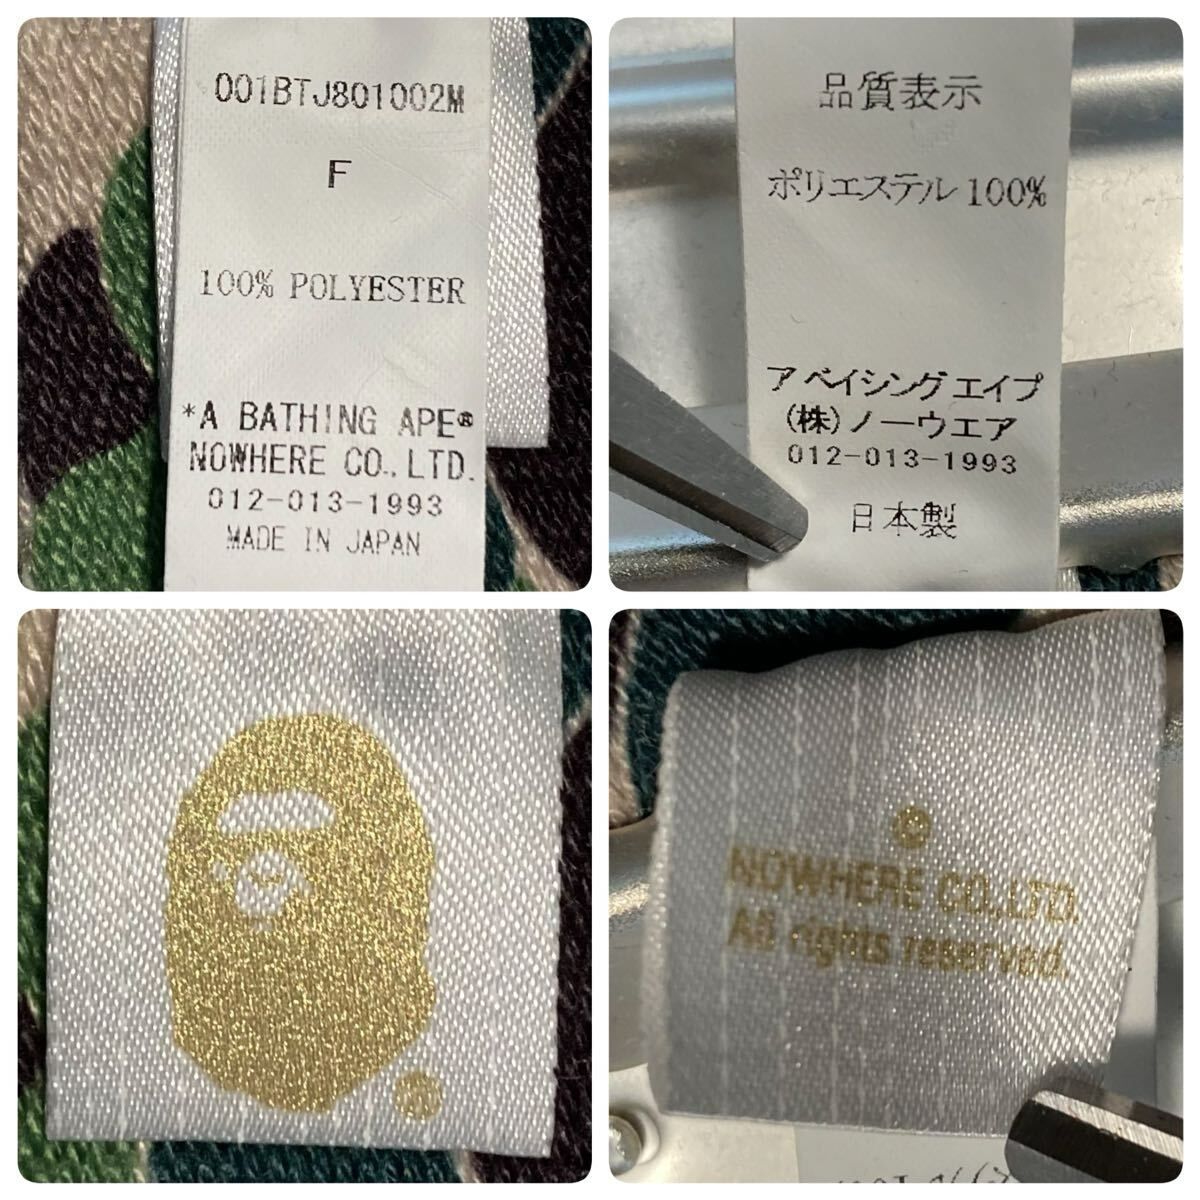 001BTJ801002M
F
100% POLYESTER
*A BATHING APE®
NOWHERE CO.,LTD.
012-013-1993
MADE IN JAPAN
品質表示
ポリエステル 100%
アベイシングエイプ
(株)ノーウエア
012-013-1993
日本製
®
©
NOWHERE CO.,LTD.
All rights reserved.